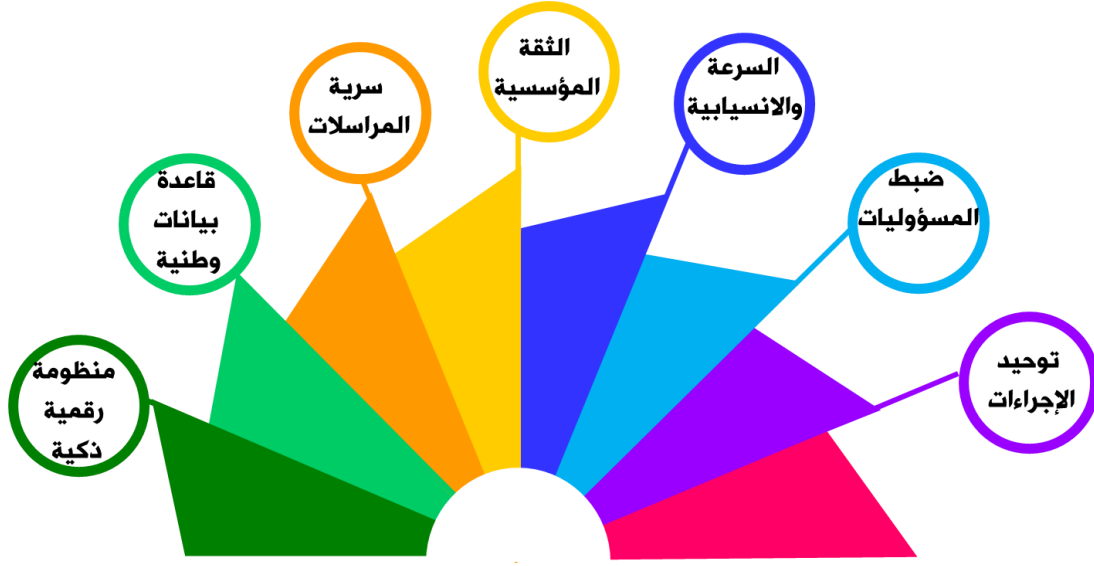 الثقة
المؤسسية
السرعة
والانسيابية
سرية
المراسلات
ضبط
المسؤوليات
قاعدة
بيانات
وطنية
توحيد
الإجراءات
منظومة
رقمية
ذكية